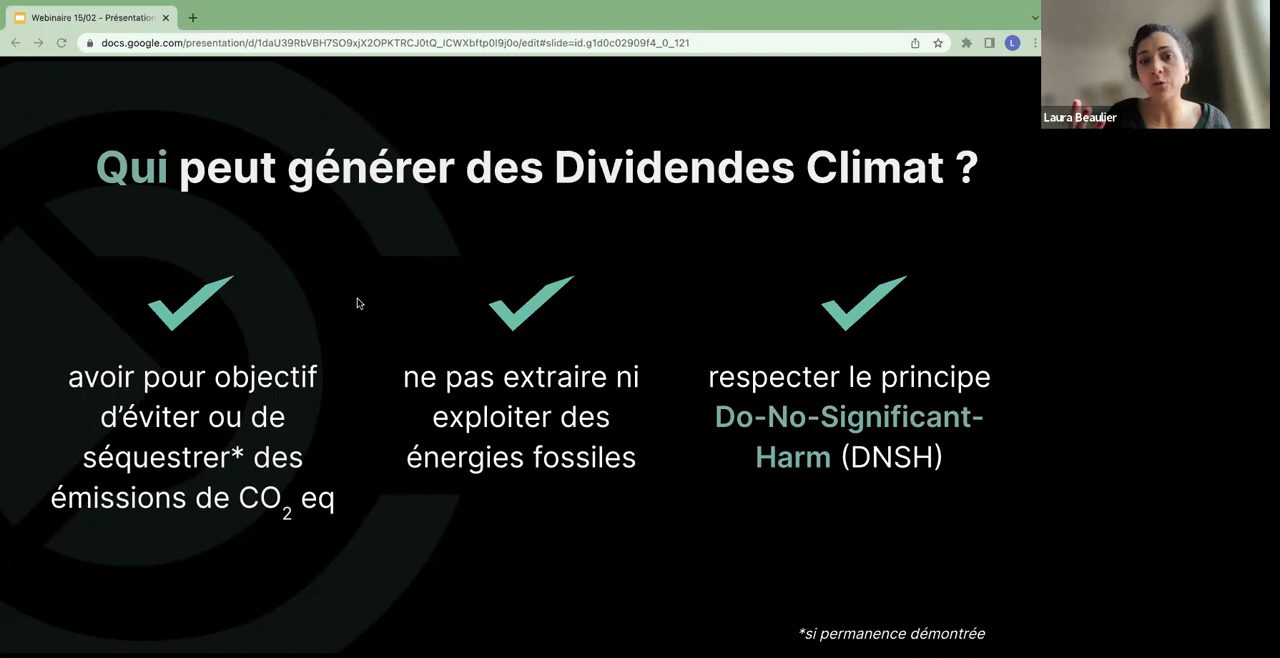 Webinaire 15/02 - Présentation
docs.google.com/presentation/d/1daU39RbVBH7SO9xjX2OPKTRCJ0tQ_ICWXbftp0I9j0o/edit#slide=id.g1d0c02909f4_0_121
L
Laura Beaulier
Qui peut générer des Dividendes Climat ?
avoir pour objectif
d’éviter ou de
séquestrer* des
émissions de CO₂ eq
ne pas extraire ni
exploiter des
énergies fossiles
respecter le principe
Do-No-Significant-
Harm (DNSH)
*si permanence démontrée